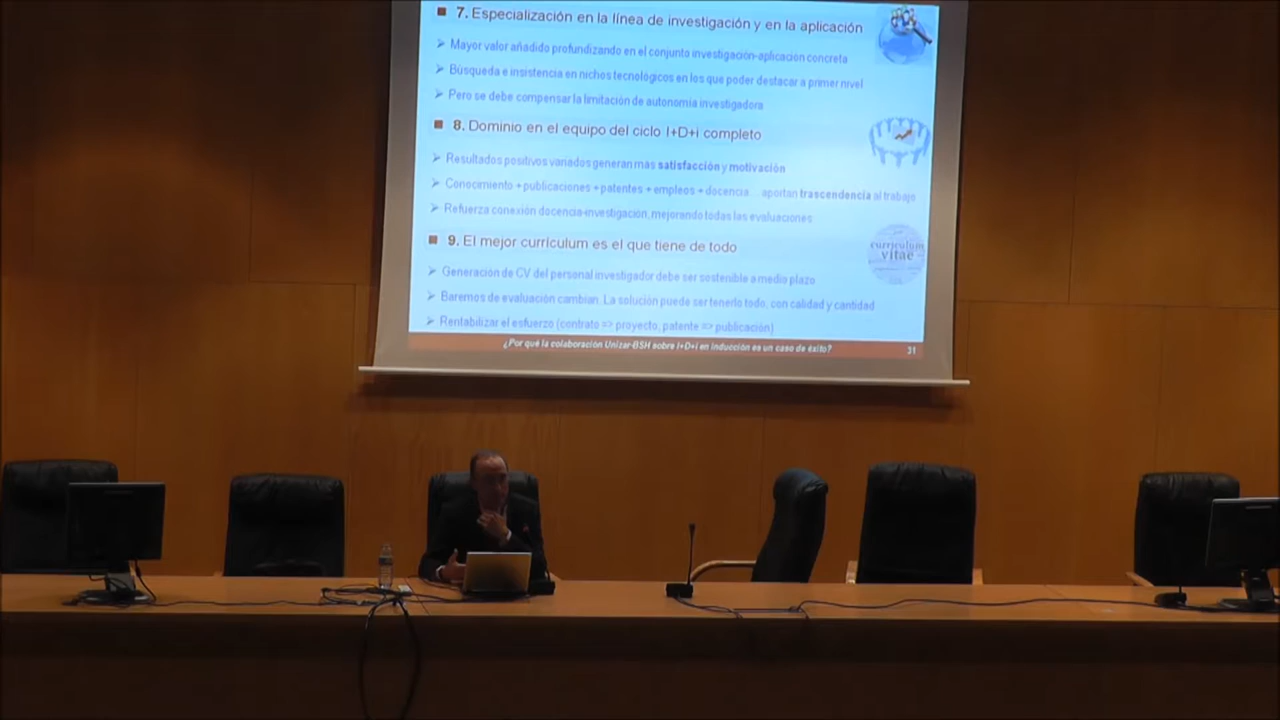 7. Especialización en la línea de investigación y en la aplicación
Mayor valor añadido profundizando en el conjunto investigación-aplicación concreta
Búsqueda e insistencia en nichos tecnológicos en los que poder destacar a primer nivel
Pero se debe compensar la limitación de autonomía investigadora
8. Dominio en el equipo del ciclo I+D+i completo
Resultados positivos variados generan más satisfacción y motivación
Conocimiento + publicaciones + patentes + empleos + docencia... aportan trascendencia al trabajo
Refuerza conexión docencia-investigación, mejorando todas las evaluaciones
9. El mejor currículum es el que tiene de todo
curriculum
vitae
Generación de CV del personal investigador debe ser sostenible a medio plazo
Baremos de evaluación cambian. La solución puede ser tenerlo todo, con calidad y cantidad
Rentabilizar el esfuerzo (contrato => proyecto, patente => publicación)
¿Por qué la colaboración Unizar-BSH sobre I+D+i en inducción es un caso de éxito?
31